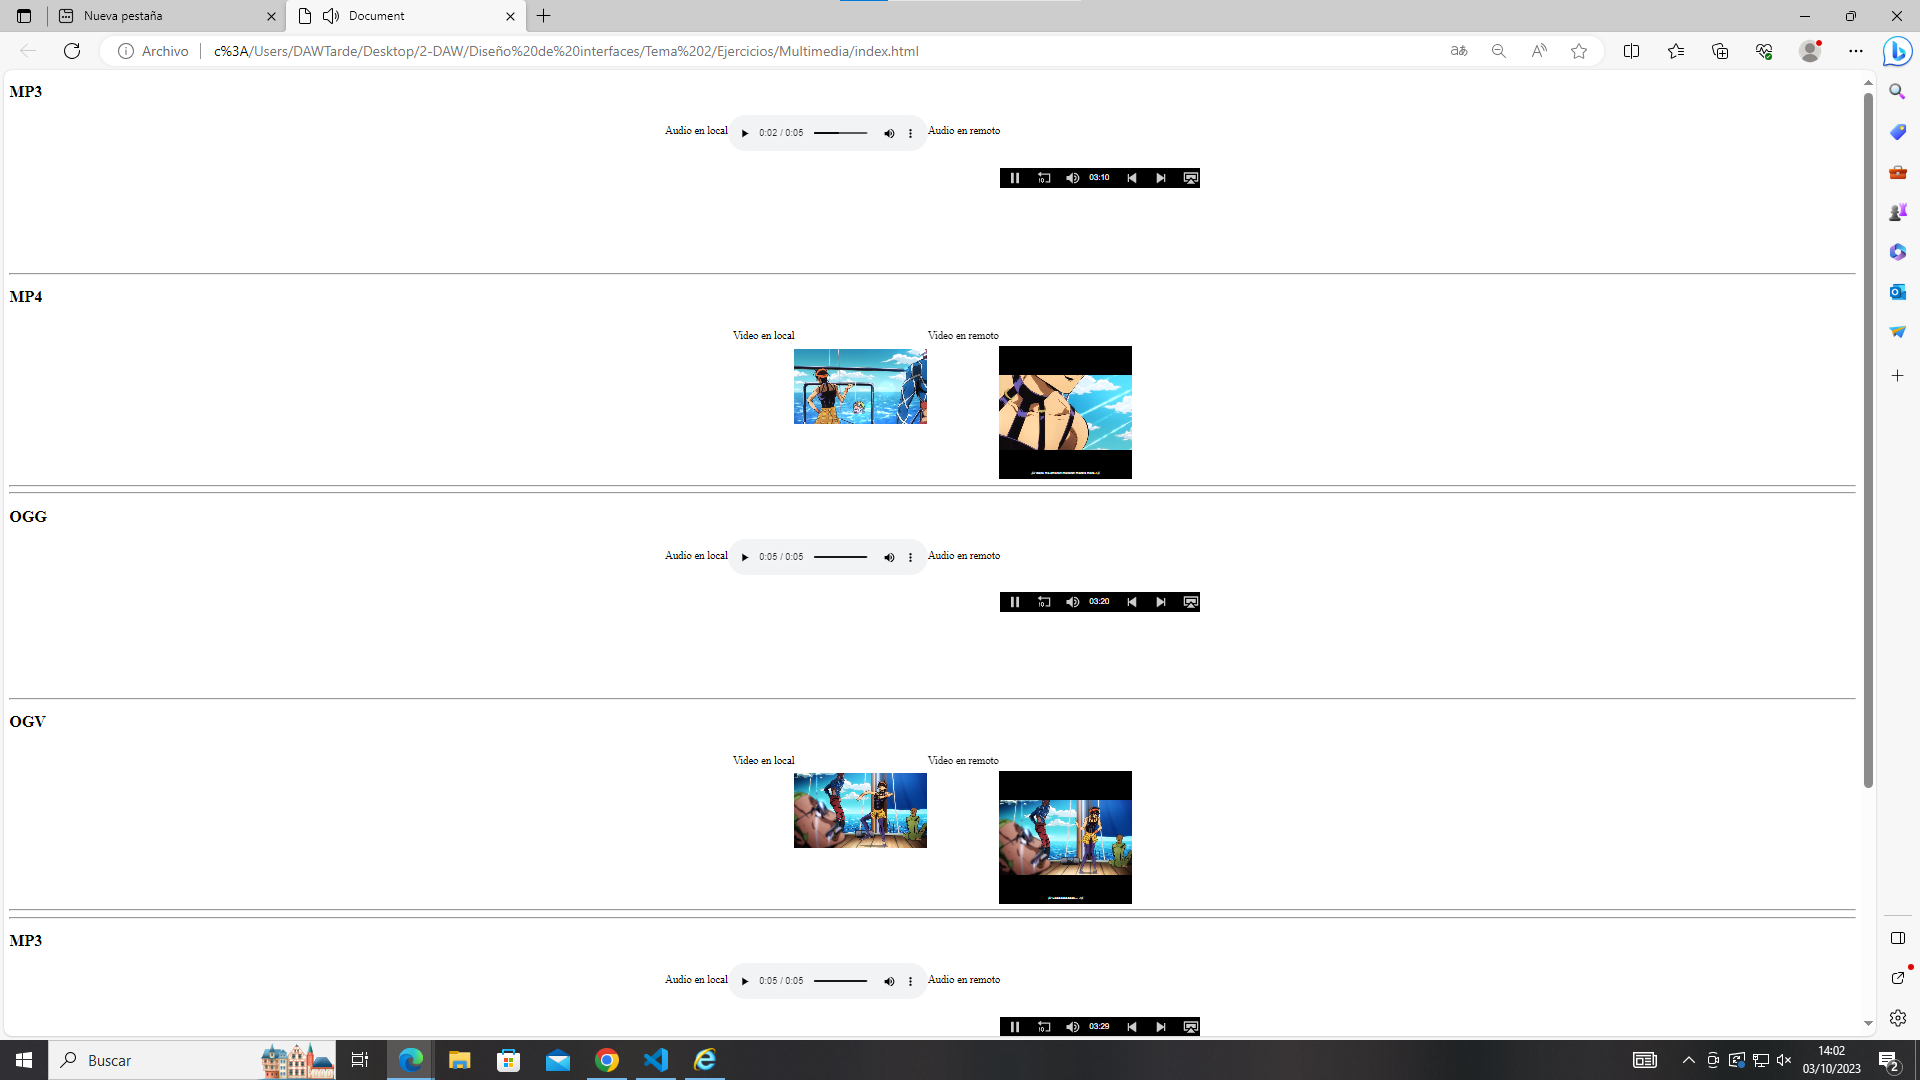 Nueva pestaña
Document
Archivo
c%3A/Users/DAWTarde/Desktop/2-DAW/Diseño%20de%20interfaces/Tema%202/Ejercicios/Multimedia/index.html
MP3
Audio en local 0:02 / 0:05 Audio en remoto
10 03:10
MP4
Video en local Video en remoto
OGG
Audio en local 0:05 / 0:05 Audio en remoto
10 03:20
OGV
Video en local Video en remoto
MP3
Audio en local 0:05 / 0:05 Audio en remoto
10 03:29
Buscar
14:02
03/10/2023
2